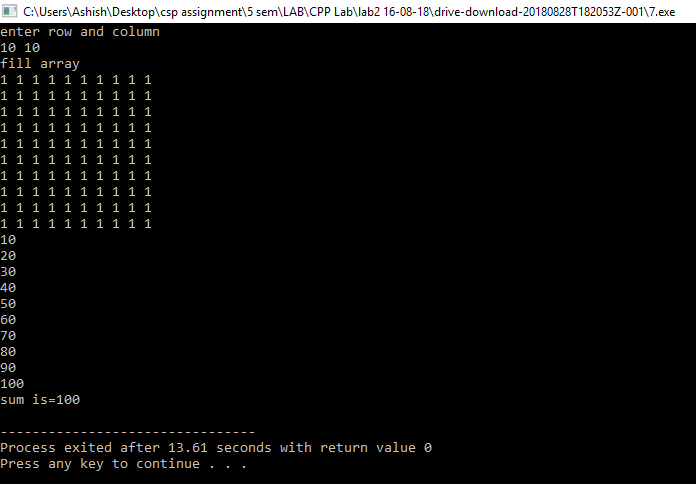 C:\Users\Ashish\Desktop\csp assignment\5 sem\LAB\CPP Lab\lab2 16-08-18\drive-download-20180828T182053Z-001\7.exe
enter row and column
10 10
fill array
1 1 1 1 1 1 1 1 1 1
1 1 1 1 1 1 1 1 1 1
1 1 1 1 1 1 1 1 1 1
1 1 1 1 1 1 1 1 1 1
1 1 1 1 1 1 1 1 1 1
1 1 1 1 1 1 1 1 1 1
1 1 1 1 1 1 1 1 1 1
1 1 1 1 1 1 1 1 1 1
1 1 1 1 1 1 1 1 1 1
1 1 1 1 1 1 1 1 1 1
10
20
30
40
50
60
70
80
90
100
sum is=100
--------------------------------
Process exited after 13.61 seconds with return value 0
Press any key to continue . . .